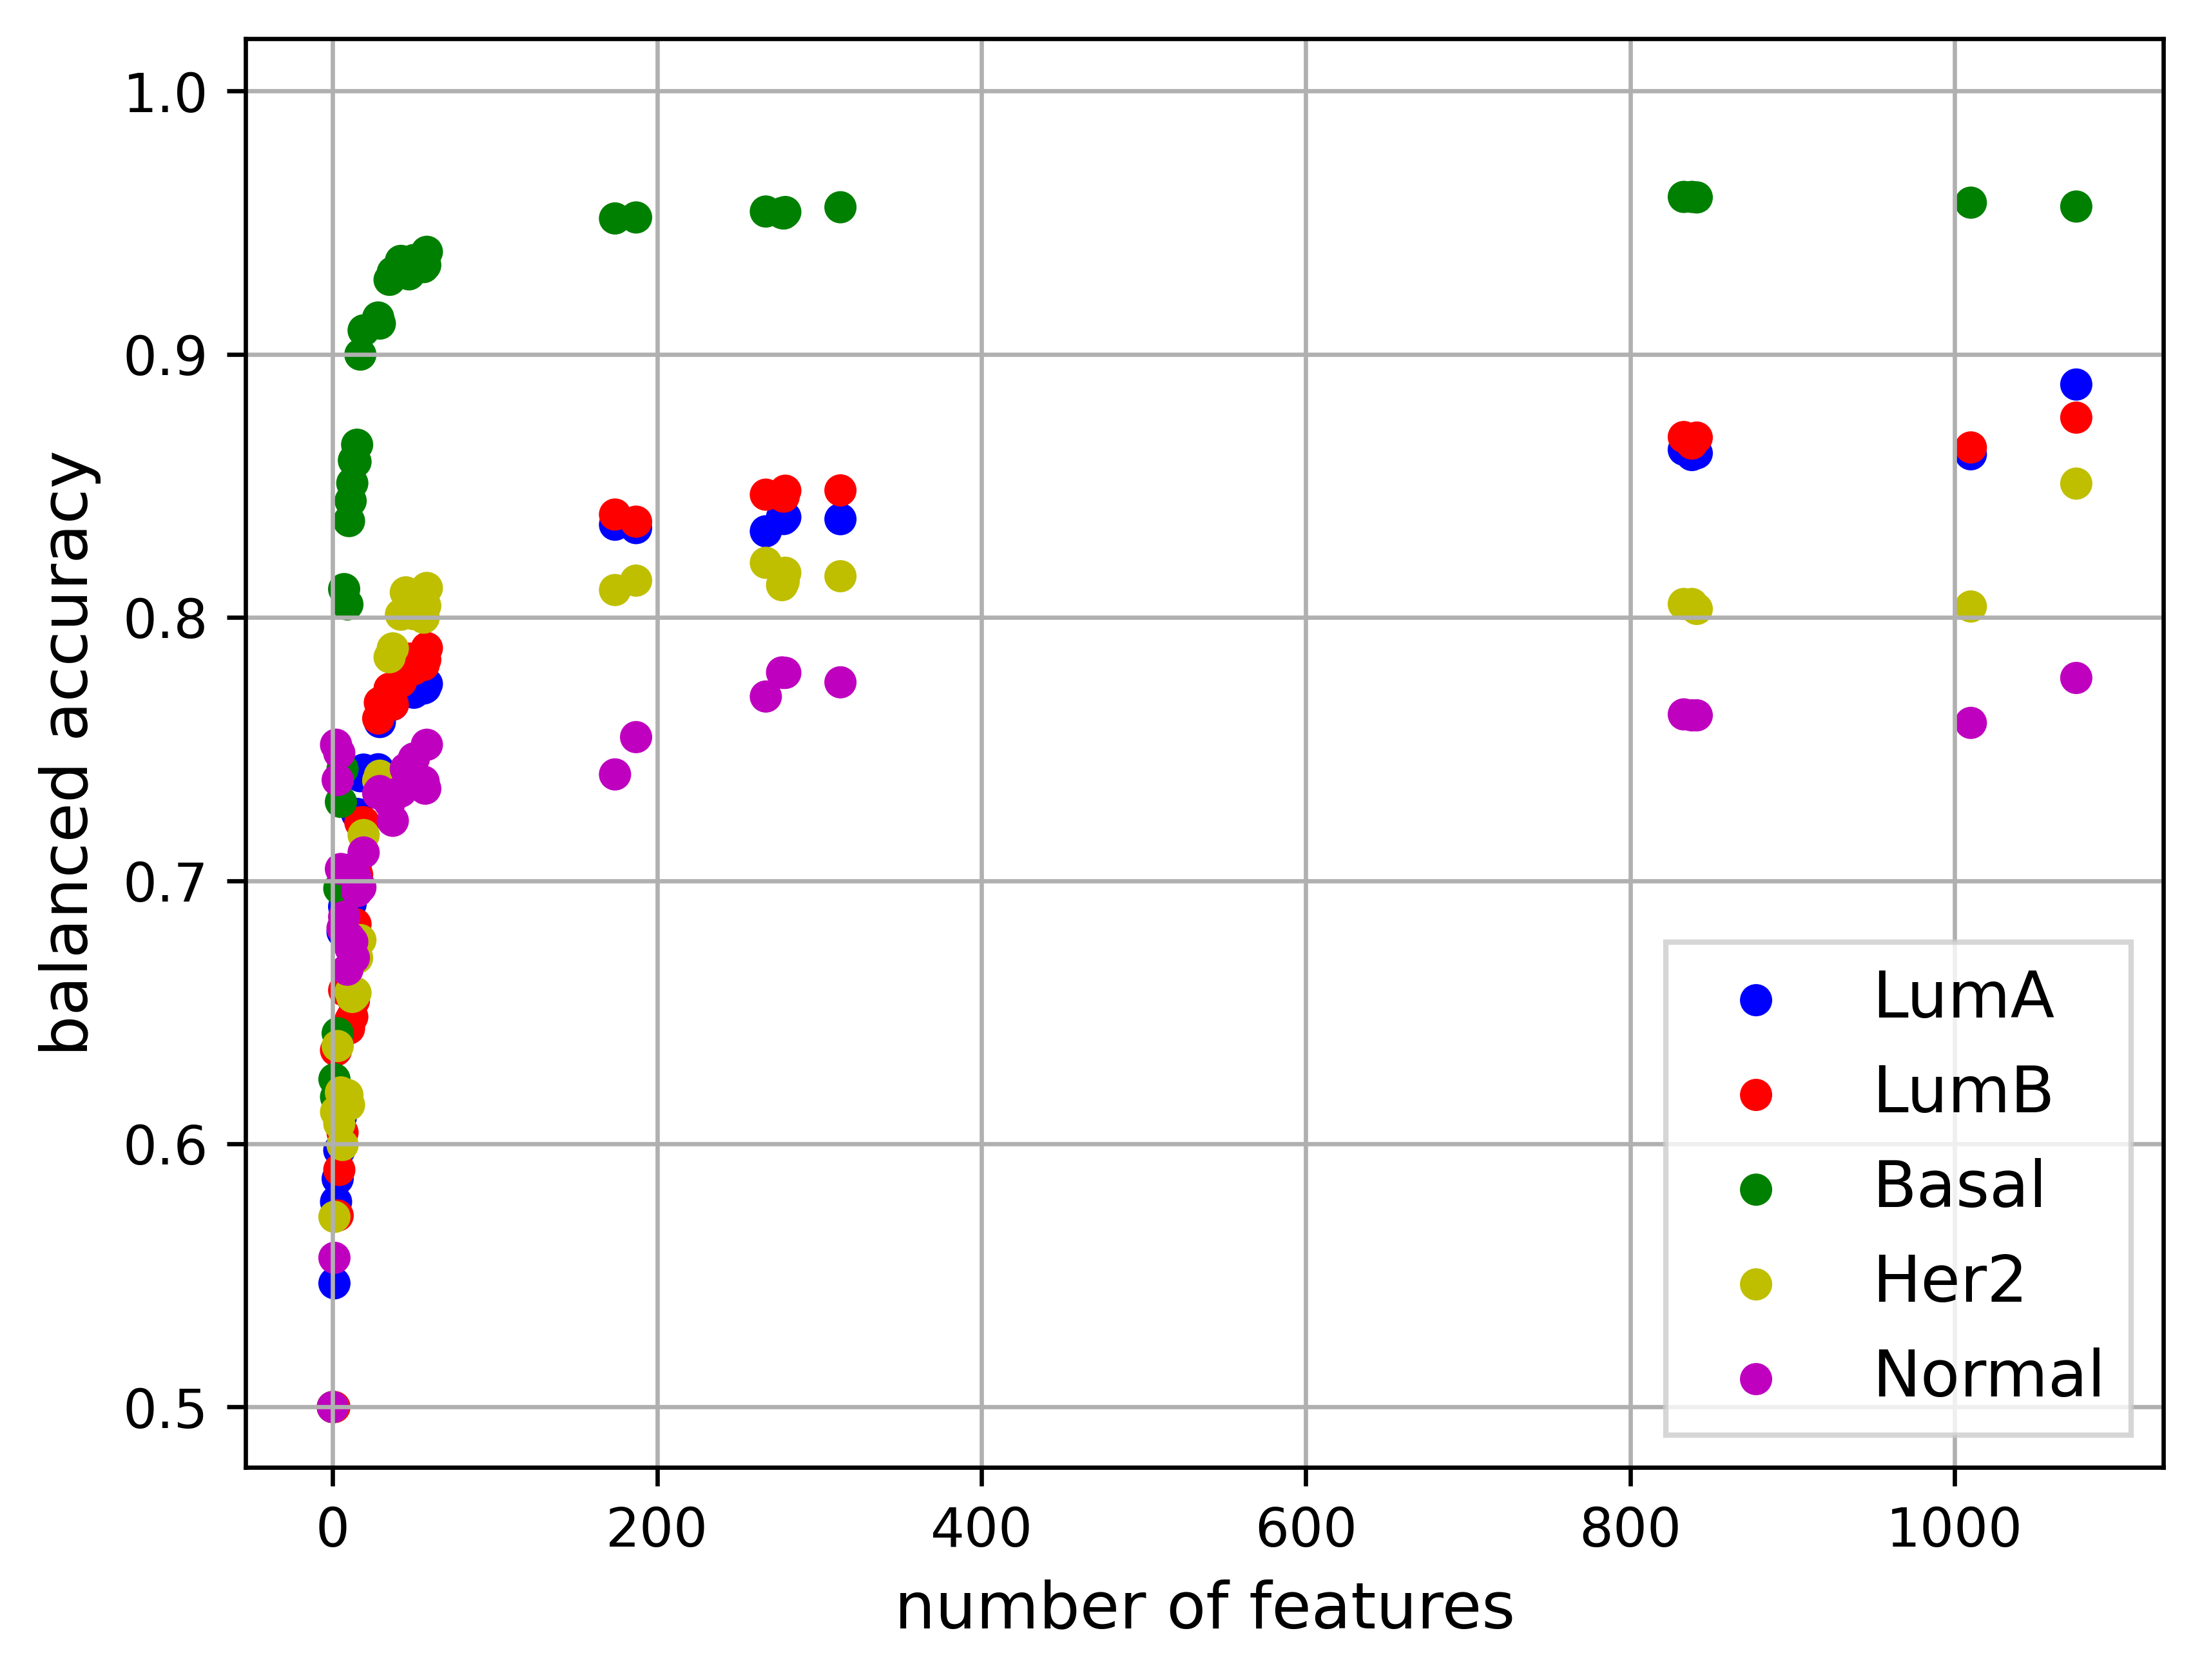 1.0
0.9
0.8
0.7
0.6
0.5
balanced accuracy
LumA
LumB
Basal
Her2
Normal
0 200 400 600 800 1000
number of features